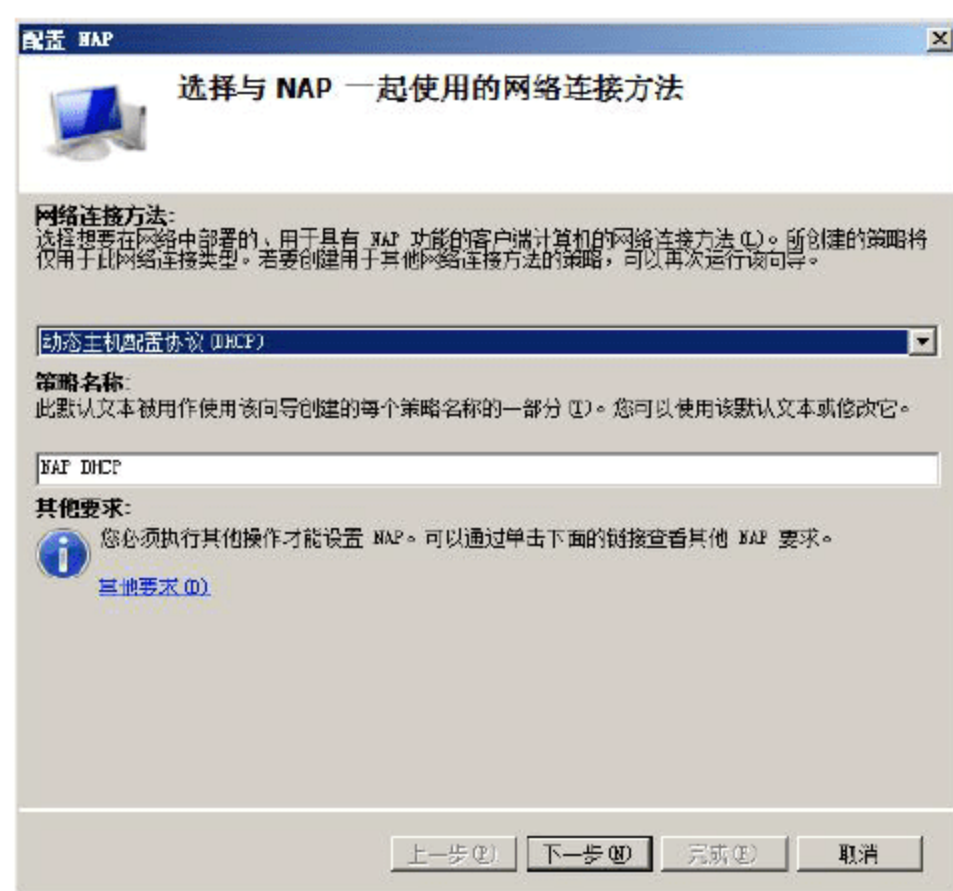 配置 NAP
选择与 NAP 一起使用的网络连接方法
网络连接方法:
选择想要在网络中部署的、用于具有 NAP 功能的客户端计算机的网络连接方法(L)。所创建的策略将
仅用于此网络连接类型。若要创建用于其他网络连接方法的策略，可以再次运行该向导。
动态主机配置协议(DHCP)
策略名称:
此默认文本被用作使用该向导创建的每个策略名称的一部分(I)。您可以使用该默认文本或修改它。
NAP DHCP
其他要求:
您必须执行其他操作才能设置 NAP。可以通过单击下面的链接查看其他 NAP 要求。
其他要求(D)
上一步(P) 下一步(N) 完成(F) 取消